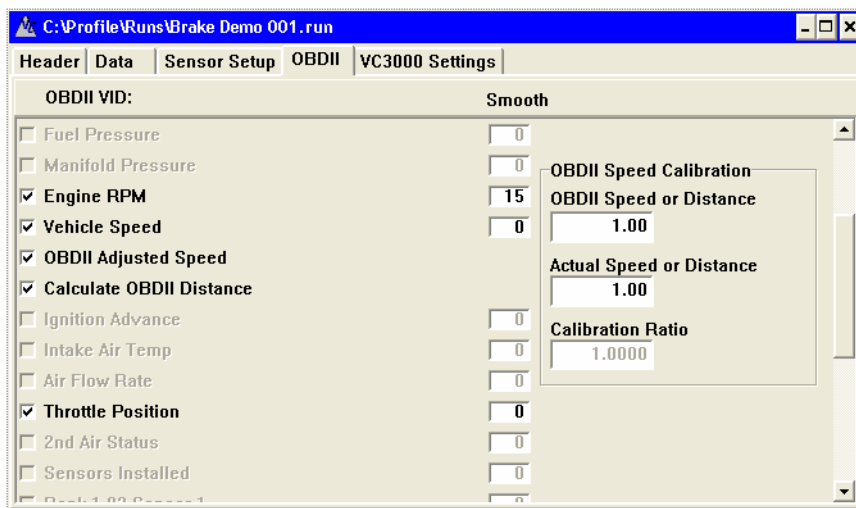 C:\Profile\Runs\Brake Demo 001.run
Header Data Sensor Setup OBDII VC3000 Settings
OBDII VID: Smooth
Fuel Pressure 0
Manifold Pressure 0
Engine RPM 15
Vehicle Speed 0
OBDII Adjusted Speed
Calculate OBDII Distance
Ignition Advance 0
Intake Air Temp 0
Air Flow Rate 0
Throttle Position 0
2nd Air Status 0
Sensors Installed 0
OBDII Speed Calibration
OBDII Speed or Distance
1.00
Actual Speed or Distance
1.00
Calibration Ratio
1.0000